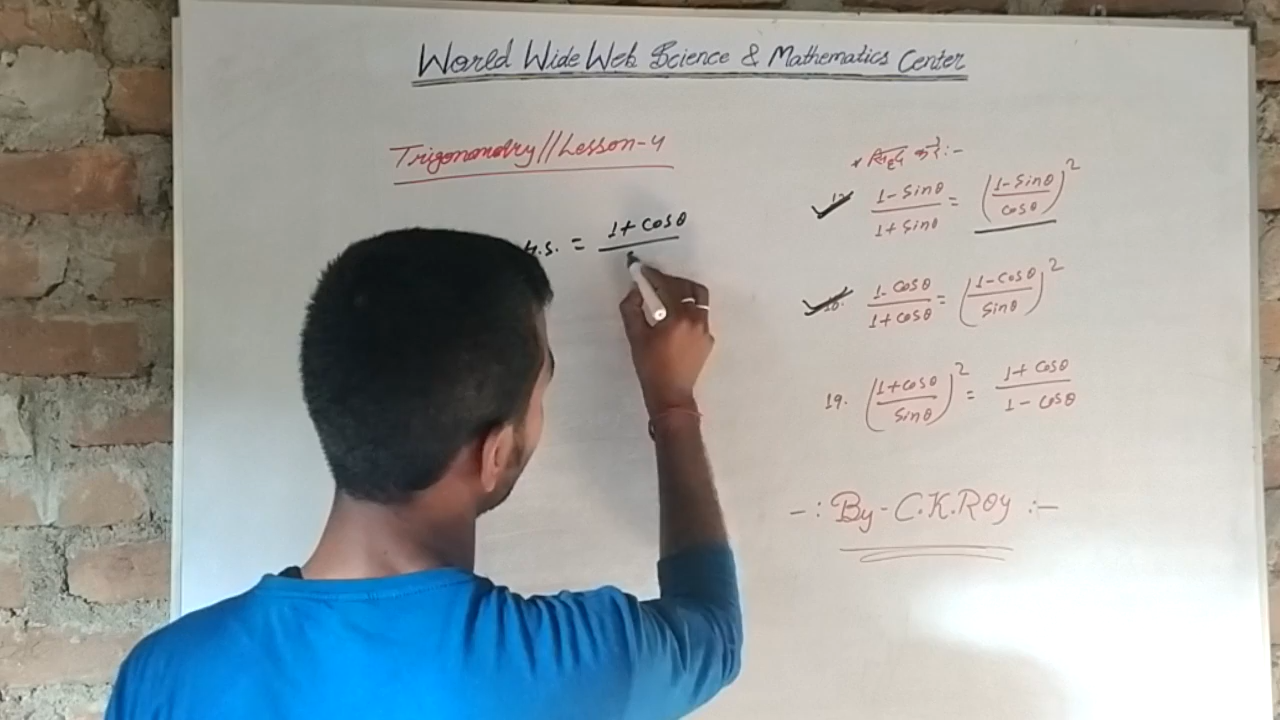 World Wide Web Science & Mathematics Center
Trigonomodry//Lesson-4
.S. = 1+ cosθ
* सिद्ध करें:-
1-Sinθ / 1+ Sinθ = (1-Sinθ / cosθ)²
18. 1- cosθ / 1+cosθ = (1-Cosθ / Sinθ)²
19. (1+cosθ / Sinθ)² = 1+ cosθ / 1- cosθ
-: By- C.K.Roy :-